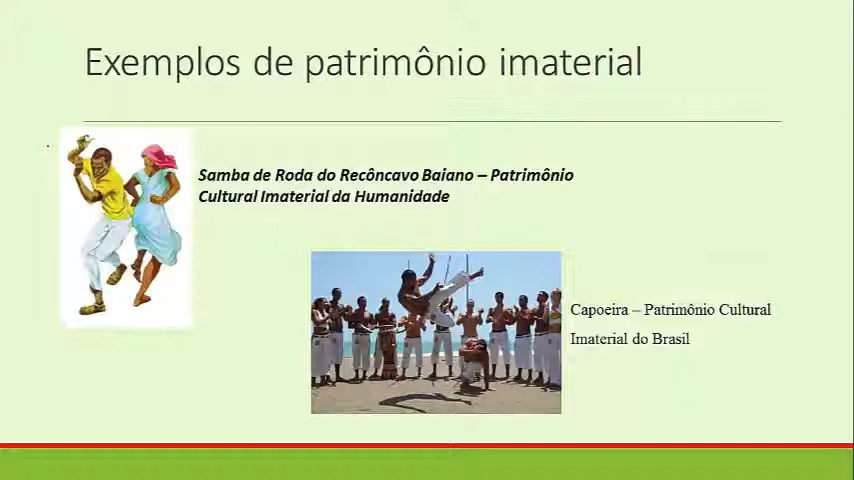 Exemplos de patrimônio imaterial
Samba de Roda do Recôncavo Baiano – Patrimônio
Cultural Imaterial da Humanidade
Capoeira – Patrimônio Cultural
Imaterial do Brasil